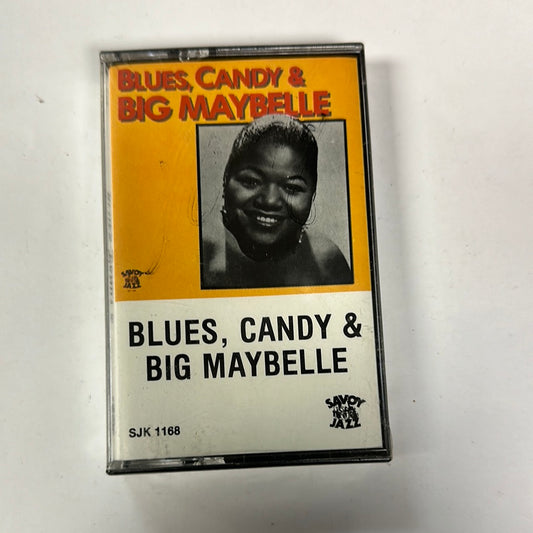 BLUES, CANDY &
BIG MAYBELLE
SAVOY
JAZZ
BLUES, CANDY &
BIG MAYBELLE
SAVOY
JAZZ
SJK 1168